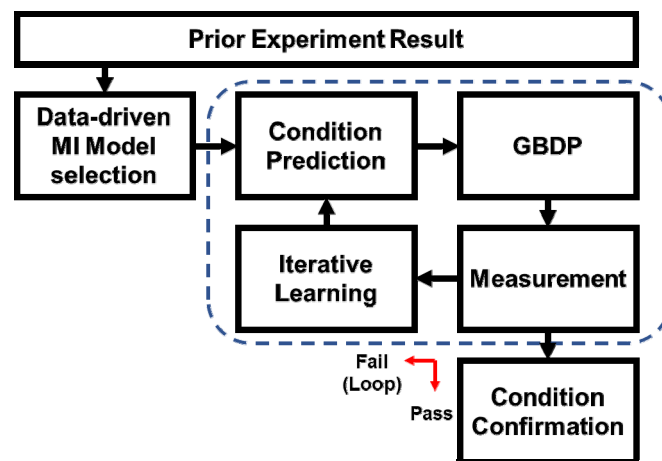 Prior Experiment Result
Data-driven
MI Model
selection
Condition
Prediction
GBDP
Iterative
Learning
Measurement
Fail
(Loop)
Pass
Condition
Confirmation